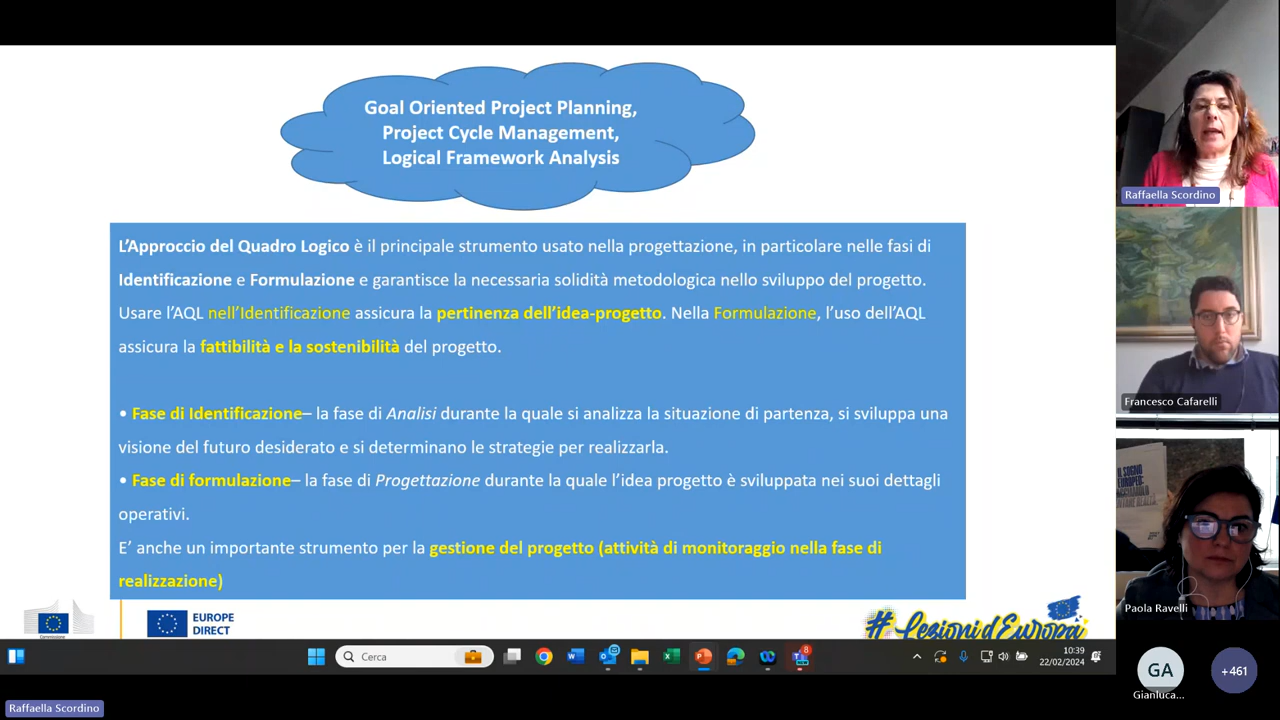 Goal Oriented Project Planning,
Project Cycle Management,
Logical Framework Analysis
L'Approccio del Quadro Logico è il principale strumento usato nella progettazione, in particolare nelle fasi di
Identificazione e Formulazione e garantisce la necessaria solidità metodologica nello sviluppo del progetto.
Usare l'AQL nell'Identificazione assicura la pertinenza dell'idea-progetto. Nella Formulazione, l'uso dell'AQL
assicura la fattibilità e la sostenibilità del progetto.
• Fase di Identificazione– la fase di Analisi durante la quale si analizza la situazione di partenza, si sviluppa una
visione del futuro desiderato e si determinano le strategie per realizzarla.
• Fase di formulazione– la fase di Progettazione durante la quale l'idea progetto è sviluppata nei suoi dettagli
operativi.
E' anche un importante strumento per la gestione del progetto (attività di monitoraggio nella fase di
realizzazione)
EUROPE
DIRECT
#Lezionid'Europa
Cerca
8
10:39
22/02/2024
Raffaella Scordino
Francesco Cafarelli
IL SOGNO
EUROPEO:
Paola Ravelli
GA
Gianluca...
+461
Raffaella Scordino